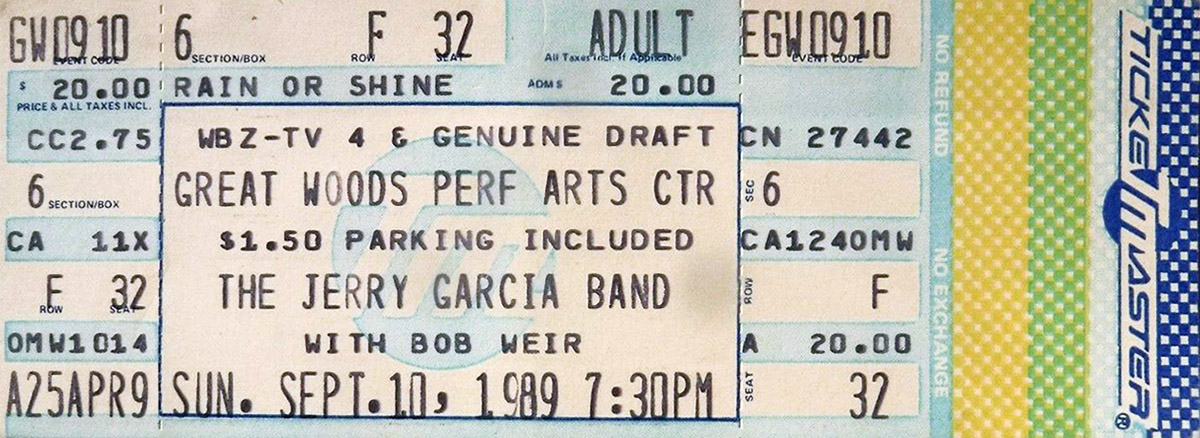 GW0910 6 F 32 ADULT EGW0910
EVENT CODE SECTION/BOX ROW SEAT All Taxes Incl. If Applicable EVENT CODE
$ 20.00 RAIN OR SHINE ADMS 20.00
PRICE & ALL TAXES INCL.
CC2.75 WBZ-TV 4 & GENUINE DRAFT CN 27442
6 SECTION/BOX GREAT WOODS PERF ARTS CTR SEC 6
CA 11X $1.50 PARKING INCLUDED CA1240MW
F 32 THE JERRY GARCIA BAND ROW F
ROW SEAT
OMW1014 WITH BOB WEIR A 20.00
A25APR9 SUN. SEPT.10, 1989 7:30PM SEAT 32
NO REFUND NO EXCHANGE
TICKETMASTER®